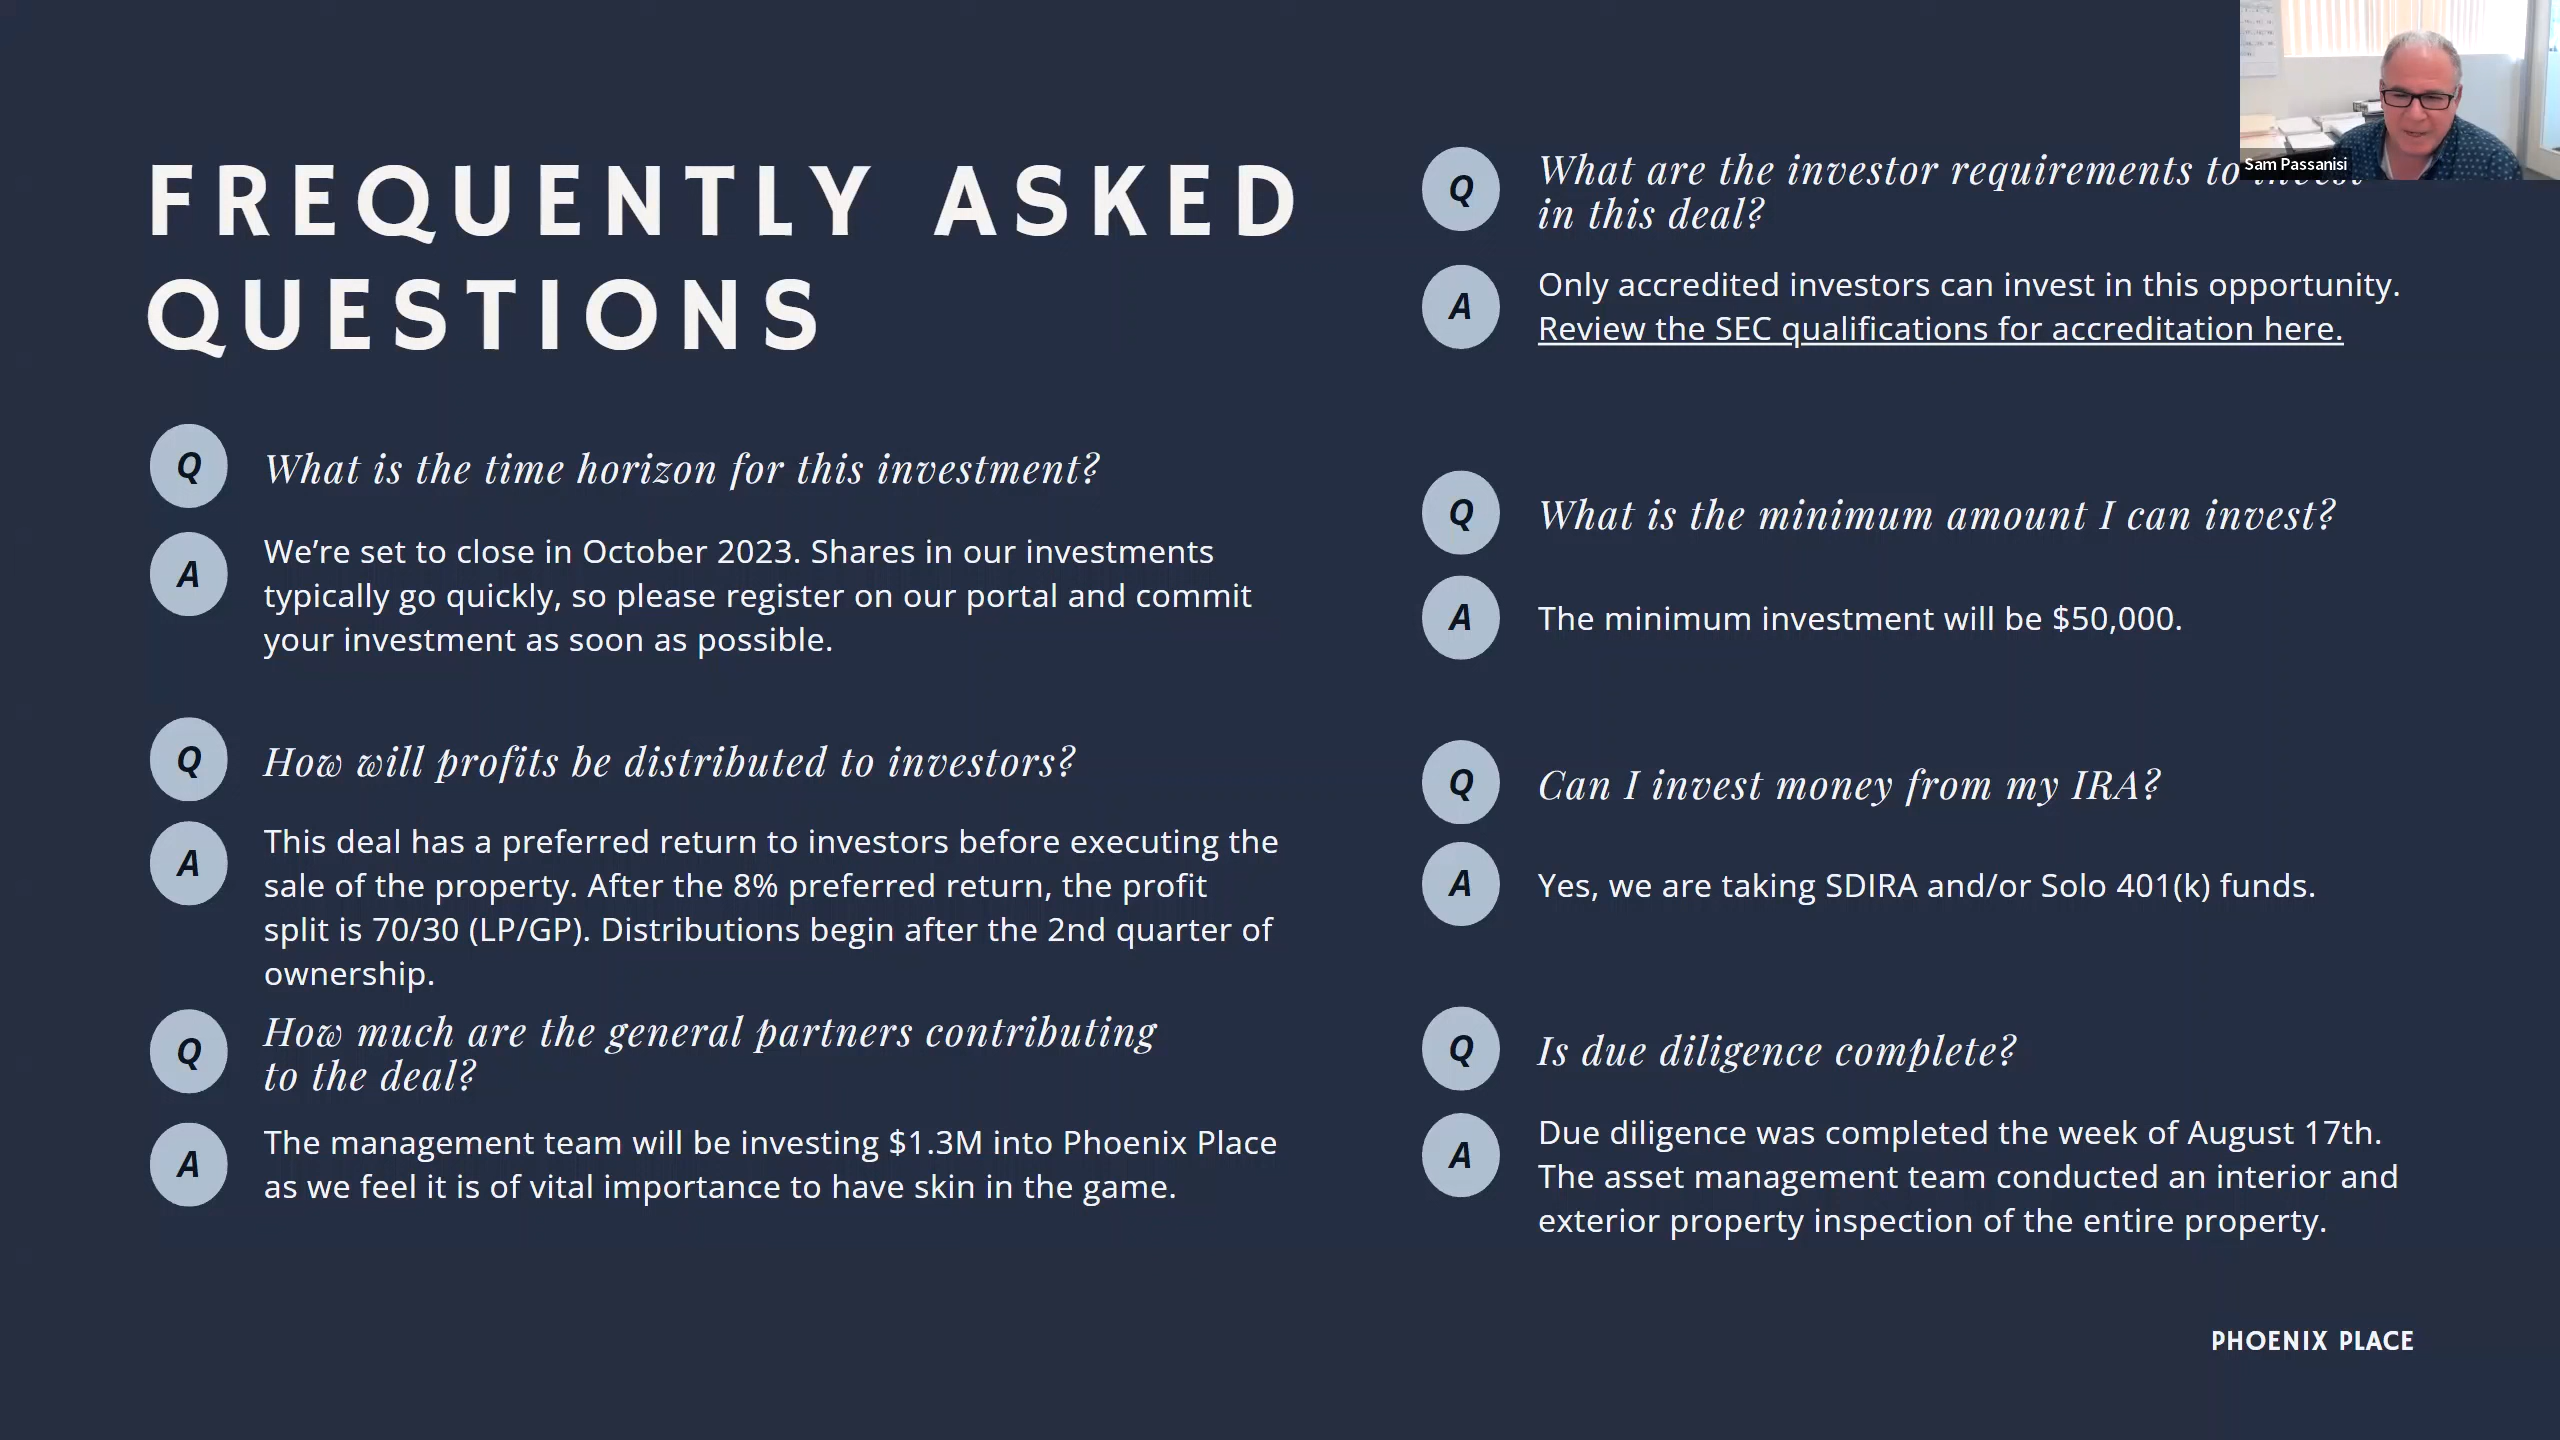 FREQUENTLY ASKED
QUESTIONS
Q
What is the time horizon for this investment?
A
We’re set to close in October 2023. Shares in our investments
typically go quickly, so please register on our portal and commit
your investment as soon as possible.
Q
How will profits be distributed to investors?
A
This deal has a preferred return to investors before executing the
sale of the property. After the 8% preferred return, the profit
split is 70/30 (LP/GP). Distributions begin after the 2nd quarter of
ownership.
Q
How much are the general partners contributing
to the deal?
A
The management team will be investing $1.3M into Phoenix Place
as we feel it is of vital importance to have skin in the game.
Sam Passanisi
Q
What are the investor requirements to
in this deal?
A
Only accredited investors can invest in this opportunity.
Review the SEC qualifications for accreditation here.
Q
What is the minimum amount I can invest?
A
The minimum investment will be $50,000.
Q
Can I invest money from my IRA?
A
Yes, we are taking SDIRA and/or Solo 401(k) funds.
Q
Is due diligence complete?
A
Due diligence was completed the week of August 17th.
The asset management team conducted an interior and
exterior property inspection of the entire property.
PHOENIX PLACE